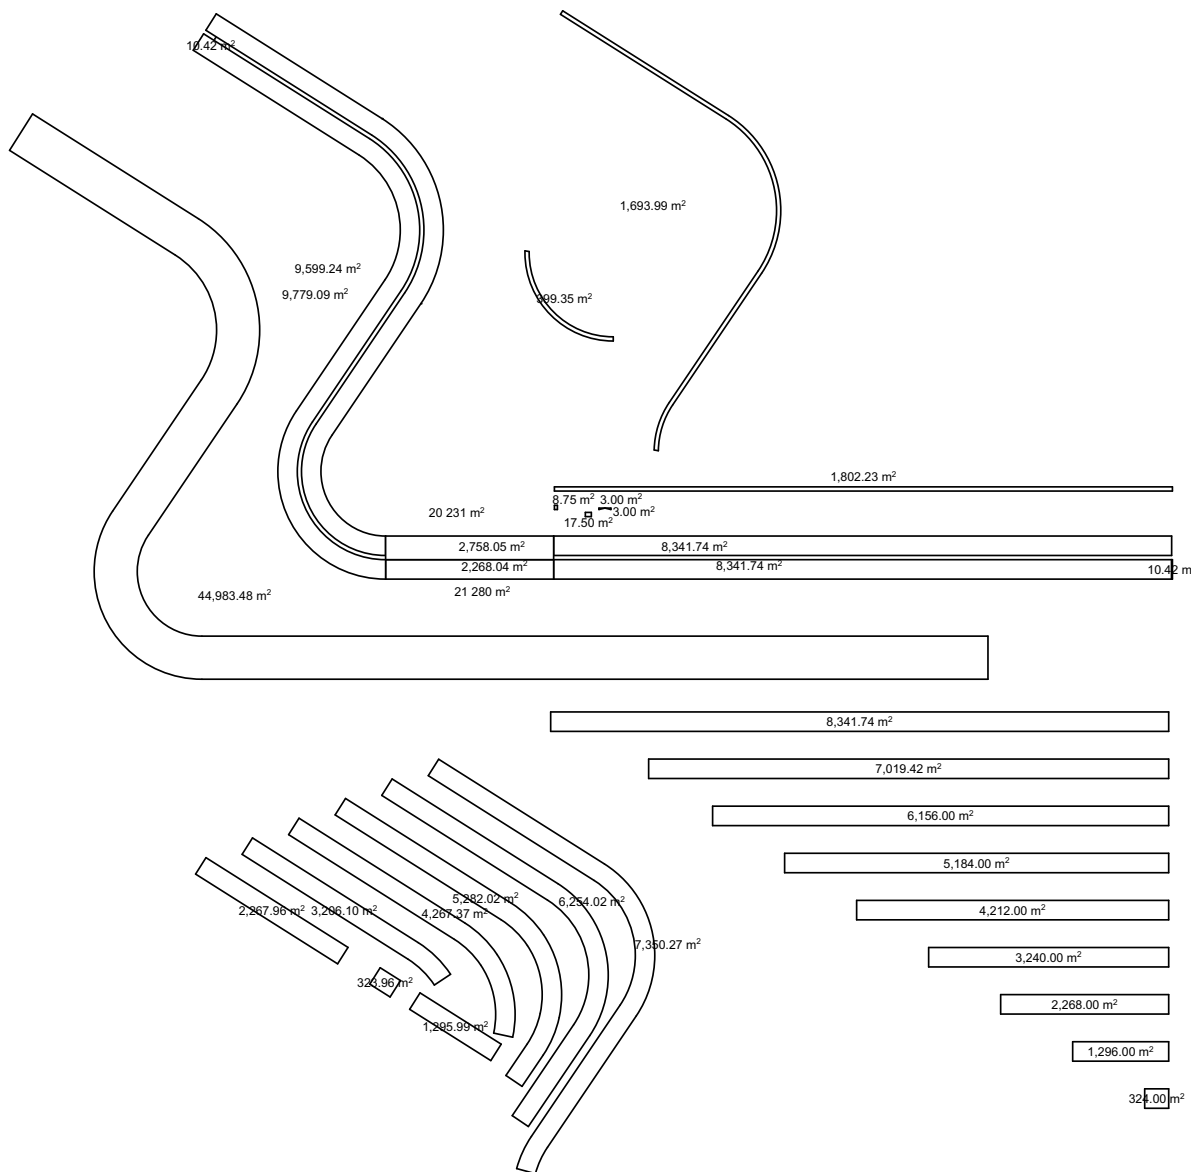 10.42 m²
1,693.99 m²
9,599.24 m²
9,779.09 m²
399.35 m²
1,802.23 m²
8.75 m² 3.00 m²
20 231 m² 3.00 m²
17.50 m²
2,758.05 m² 8,341.74 m²
2,268.04 m² 8,341.74 m² 10.42 m
21 280 m²
44,983.48 m²
8,341.74 m²
7,019.42 m²
6,156.00 m²
5,184.00 m²
5,282.02 m² 6,254.02 m²
2,267.96 m² 3,206.10 m² 4,267.37 m² 4,212.00 m²
7,350.27 m² 3,240.00 m²
323.96 m²
2,268.00 m²
1,295.99 m²
1,296.00 m²
324.00 m²